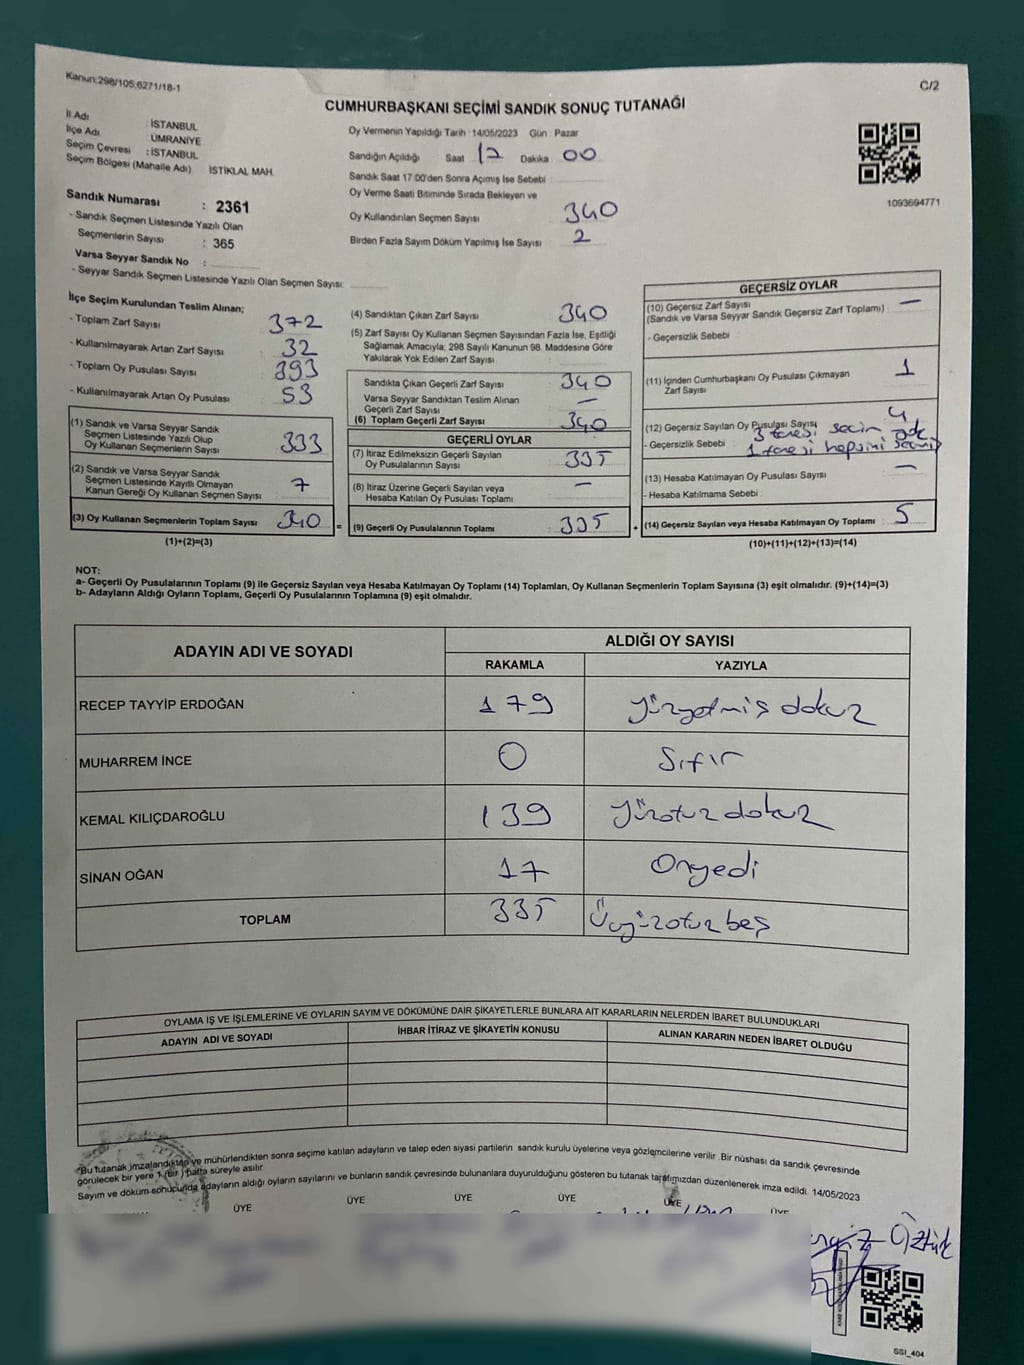 Kanun:298/105:6271/18-1
C/2
CUMHURBAŞKANI SEÇİMİ SANDIK SONUÇ TUTANAĞI
İl Adı : İSTANBUL
İlçe Adı : ÜMRANİYE
Seçim Çevresi : İSTANBUL
Seçim Bölgesi (Mahalle Adı) İSTİKLAL MAH.
Sandık Numarası : 2361
- Sandık Seçmen Listesinde Yazılı Olan
Seçmenlerin Sayısı : 365
Varsa Seyyar Sandık No :
- Seyyar Sandık Seçmen Listesinde Yazılı Olan Seçmen Sayısı:
Oy Vermenin Yapıldığı Tarih : 14/05/2023 Gün : Pazar
Sandığın Açıldığı Saat 17 Dakika 00
Sandık Saat 17:00'den Sonra Açımış İse Sebebi :
Oy Verme Saati Bitiminde Sırada Bekleyen ve
Oy Kullandırılan Seçmen Sayısı 340
Birden Fazla Sayım Döküm Yapılmış İse Sayısı 2
1093694771
İlçe Seçim Kurulundan Teslim Alınan;
- Toplam Zarf Sayısı 372
- Kullanılmayarak Artan Zarf Sayısı 32
- Toplam Oy Pusulası Sayısı 393
- Kullanılmayarak Artan Oy Pusulası 53
(1) Sandık ve Varsa Seyyar Sandık
Seçmen Listesinde Yazılı Olup
Oy Kullanan Seçmenlerin Sayısı 333
(2) Sandık ve Varsa Seyyar Sandık
Seçmen Listesinde Kayıtlı Olmayan
Kanun Gereği Oy Kullanan Seçmen Sayısı 7
(3) Oy Kullanan Seçmenlerin Toplam Sayısı 340 =
(1)+(2)=(3)
(4) Sandıktan Çıkan Zarf Sayısı 340
(5) Zarf Sayısı Oy Kullanan Seçmen Sayısından Fazla İse, Eşitliği
Sağlamak Amacıyla; 298 Sayılı Kanunun 98. Maddesine Göre
Yakılarak Yok Edilen Zarf Sayısı
Sandıkta Çıkan Geçerli Zarf Sayısı 340
Varsa Seyyar Sandıktan Teslim Alınan
Geçerli Zarf Sayısı —
(6) Toplam Geçerli Zarf Sayısı 340
GEÇERLİ OYLAR
(7) İtiraz Edilmeksizin Geçerli Sayılan
Oy Pusulalarının Sayısı 335
(8) İtiraz Üzerine Geçerli Sayılan veya
Hesaba Katılan Oy Pusulası Toplamı —
(9) Geçerli Oy Pusulalarının Toplamı 335 +
GEÇERSİZ OYLAR
(10) Geçersiz Zarf Sayısı
(Sandık ve Varsa Seyyar Sandık Geçersiz Zarf Toplamı) : —
- Geçersizlik Sebebi :
(11) İçinden Cumhurbaşkanı Oy Pusulası Çıkmayan
Zarf Sayısı 1
(12) Geçersiz Sayılan Oy Pusulası Sayısı 4
- Geçersizlik Sebebi : 3 tanesi seçim
1 tanesi hepsini
(13) Hesaba Katılmayan Oy Pusulası Sayısı : —
- Hesaba Katılmama Sebebi :
(14) Geçersiz Sayılan veya Hesaba Katılmayan Oy Toplamı : 5
(10)+(11)+(12)+(13)=(14)
NOT:
a- Geçerli Oy Pusulalarının Toplamı (9) ile Geçersiz Sayılan veya Hesaba Katılmayan Oy Toplamı (14) Toplamları, Oy Kullanan Seçmenlerin Toplam Sayısına (3) eşit olmalıdır. (9)+(14)=(3)
b- Adayların Aldığı Oyların Toplamı, Geçerli Oy Pusulalarının Toplamına (9) eşit olmalıdır.
ADAYIN ADI VE SOYADI
ALDIĞI OY SAYISI
RAKAMLA YAZIYLA
RECEP TAYYİP ERDOĞAN 179 yüzyetmiş dokuz
MUHARREM İNCE 0 Sıfır
KEMAL KILIÇDAROĞLU 139 yüzotuz dokuz
SİNAN OĞAN 17 Onyedi
TOPLAM 335 Üçyüzotuz beş
OYLAMA İŞ VE İŞLEMLERİNE VE OYLARIN SAYIM VE DÖKÜMÜNE DAİR ŞİKAYETLERLE BUNLARA AİT KARARLARIN NELERDEN İBARET BULUNDUKLARI
ADAYIN ADI VE SOYADI İHBAR İTİRAZ VE ŞİKAYETİN KONUSU ALINAN KARARIN NEDEN İBARET OLDUĞU
*Bu tutanak imzalandıktan ve mühürlendikten sonra seçime katılan adayların ve talep eden siyasi partilerin sandık kurulu üyelerine veya gözlemcilerine verilir. Bir nüshası da sandık çevresinde
görülecek bir yere 1 (bir) hafta süreyle asılır.
Sayım ve döküm sonucunda adayların aldığı oyların sayılarını ve bunların sandık çevresinde bulunanlara duyurulduğunu gösteren bu tutanak tarafımızdan düzenlenerek imza edildi. 14/05/2023
ÜYE ÜYE ÜYE ÜYE ÜYE ÜYE
Öztürk
SSI_404